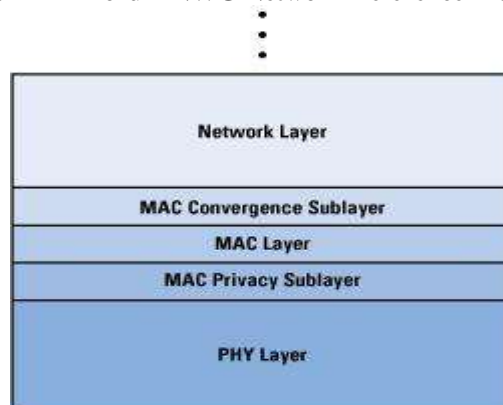 Network Layer
MAC Convergence Sublayer
MAC Layer
MAC Privacy Sublayer
PHY Layer